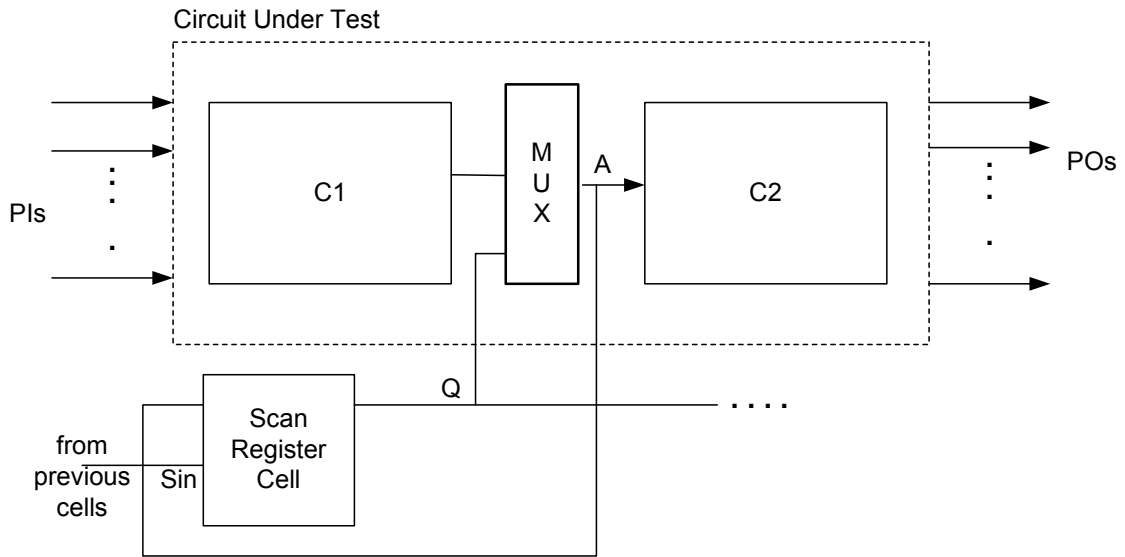 Circuit Under Test
PIs
C1
M
U
X
A
C2
POs
Q
. . . .
Scan
Register
Cell
from
previous
cells
Sin